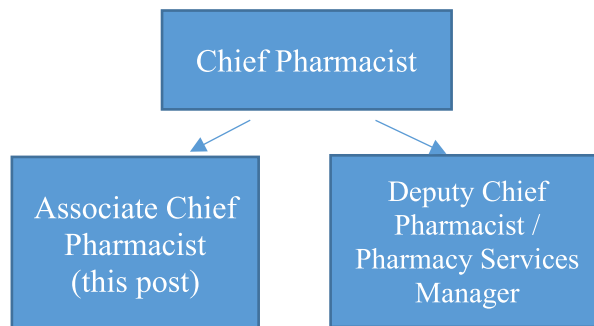 Chief Pharmacist
Associate Chief
Pharmacist
(this post)
Deputy Chief
Pharmacist /
Pharmacy Services
Manager